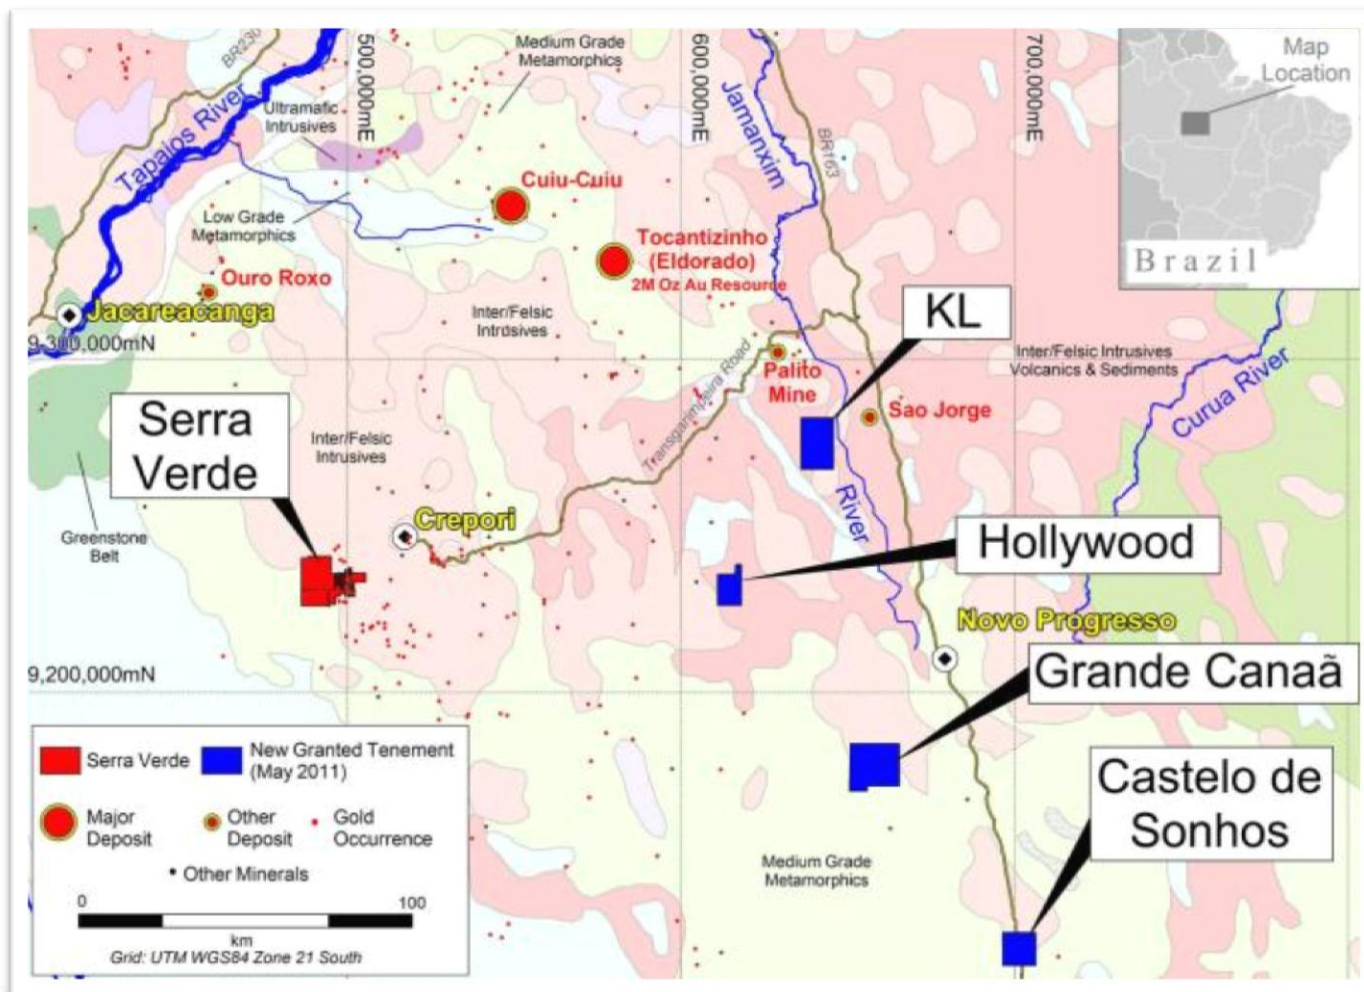 Map
Location
Brazil
BR230
Tapajos River
500,000mE
600,000mE
700,000mE
Medium Grade
Metamorphics
Ultramafic
Intrusives
Jamanxim
BR163
Cuiu-Cuiu
Low Grade
Metamorphics
Tocantizinho
(Eldorado)
2M Oz Au Resource
Ouro Roxo
Jacareacanga
Inter/Felsic
Intrusives
KL
9,300,000mN
Palito
Mine
Inter/Felsic Intrusives
Volcanics & Sediments
Curua River
Transgarimpeira Road
Sao Jorge
Serra
Verde
Inter/Felsic
Intrusives
River
Crepori
Greenstone
Belt
Hollywood
Novo Progresso
9,200,000mN
Grande Canaã
Castelo de
Sonhos
Medium Grade
Metamorphics
Serra Verde
New Granted Tenement
(May 2011)
Major
Deposit
Other
Deposit
Gold
Occurrence
Other Minerals
0
100
km
Grid: UTM WGS84 Zone 21 South